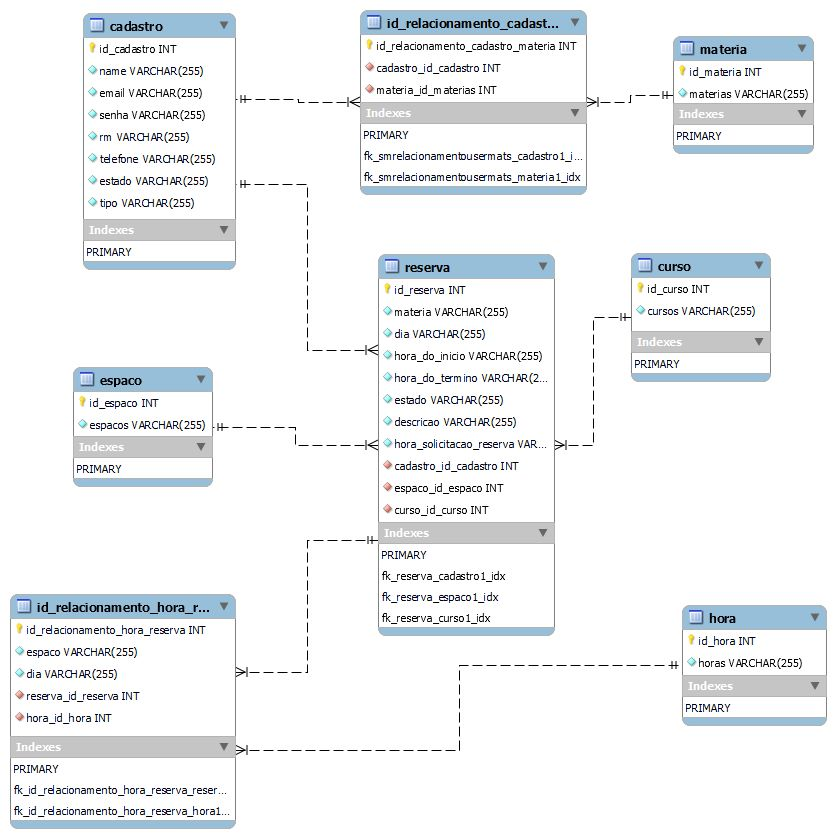 cadastro
id_cadastro INT
name VARCHAR(255)
email VARCHAR(255)
senha VARCHAR(255)
rm VARCHAR(255)
telefone VARCHAR(255)
estado VARCHAR(255)
tipo VARCHAR(255)
Indexes
PRIMARY
id_relacionamento_cadast...
id_relacionamento_cadastro_materia INT
cadastro_id_cadastro INT
materia_id_materias INT
Indexes
PRIMARY
fk_smrelacionamentousermats_cadastro1_i...
fk_smrelacionamentousermats_materia1_idx
materia
id_materia INT
materias VARCHAR(255)
Indexes
PRIMARY
reserva
id_reserva INT
materia VARCHAR(255)
dia VARCHAR(255)
hora_do_inicio VARCHAR(255)
hora_do_termino VARCHAR(2...
estado VARCHAR(255)
descricao VARCHAR(255)
hora_solicitacao_reserva VAR...
cadastro_id_cadastro INT
espaco_id_espaco INT
curso_id_curso INT
Indexes
PRIMARY
fk_reserva_cadastro1_idx
fk_reserva_espaco1_idx
fk_reserva_curso1_idx
curso
id_curso INT
cursos VARCHAR(255)
Indexes
PRIMARY
espaco
id_espaco INT
espacos VARCHAR(255)
Indexes
PRIMARY
id_relacionamento_hora_r...
id_relacionamento_hora_reserva INT
espaco VARCHAR(255)
dia VARCHAR(255)
reserva_id_reserva INT
hora_id_hora INT
Indexes
PRIMARY
fk_id_relacionamento_hora_reserva_reser...
fk_id_relacionamento_hora_reserva_hora1...
hora
id_hora INT
horas VARCHAR(255)
Indexes
PRIMARY